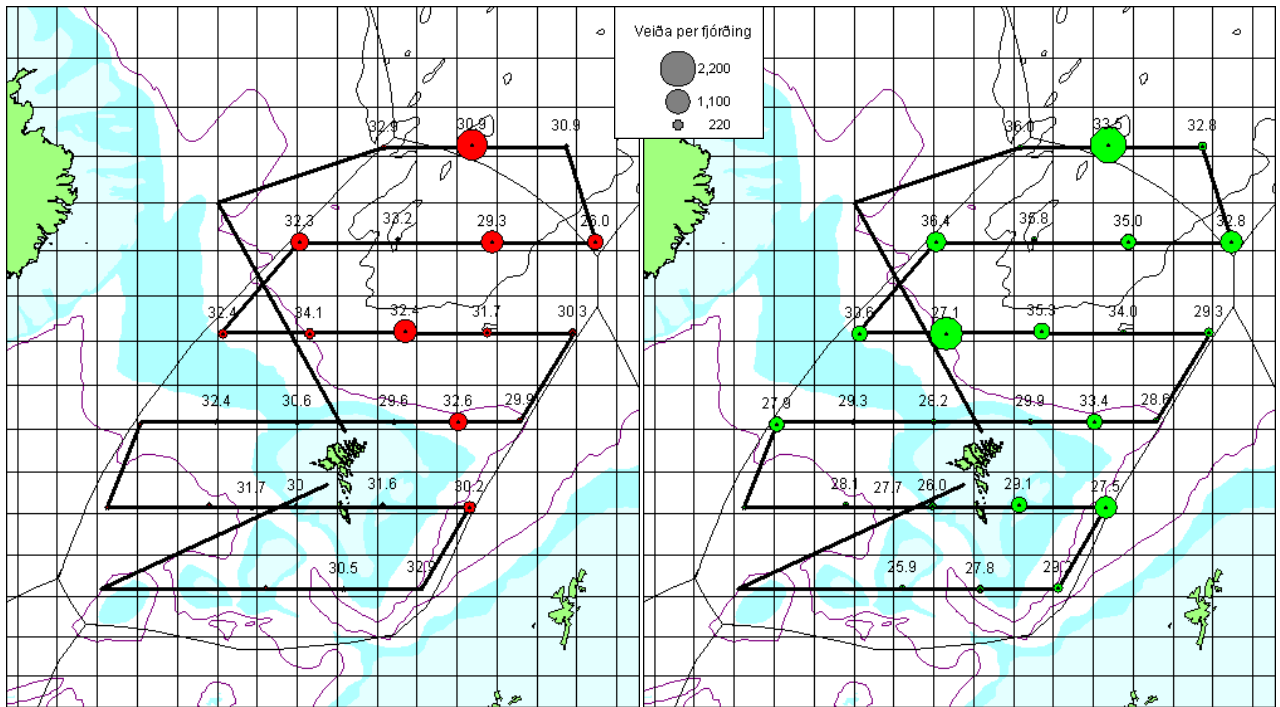 Veiða per fjórðing
2,200
1,100
220
32.9 30.9 30.9
32.3 33.2 29.3 26.0
32.4 34.1 32.4 31.7 30.3
32.4 30.6 29.6 32.6 29.9
31.7 30 31.6 30.2
30.5
36.0 33.5 32.8
36.4 35.8 35.0 32.8
30.6 27.1 35.3 34.0 29.3
27.9 29.3 28.2 29.9 33.4 28.6
28.1 27.7 26.0 29.1 27.5
25.9 27.8